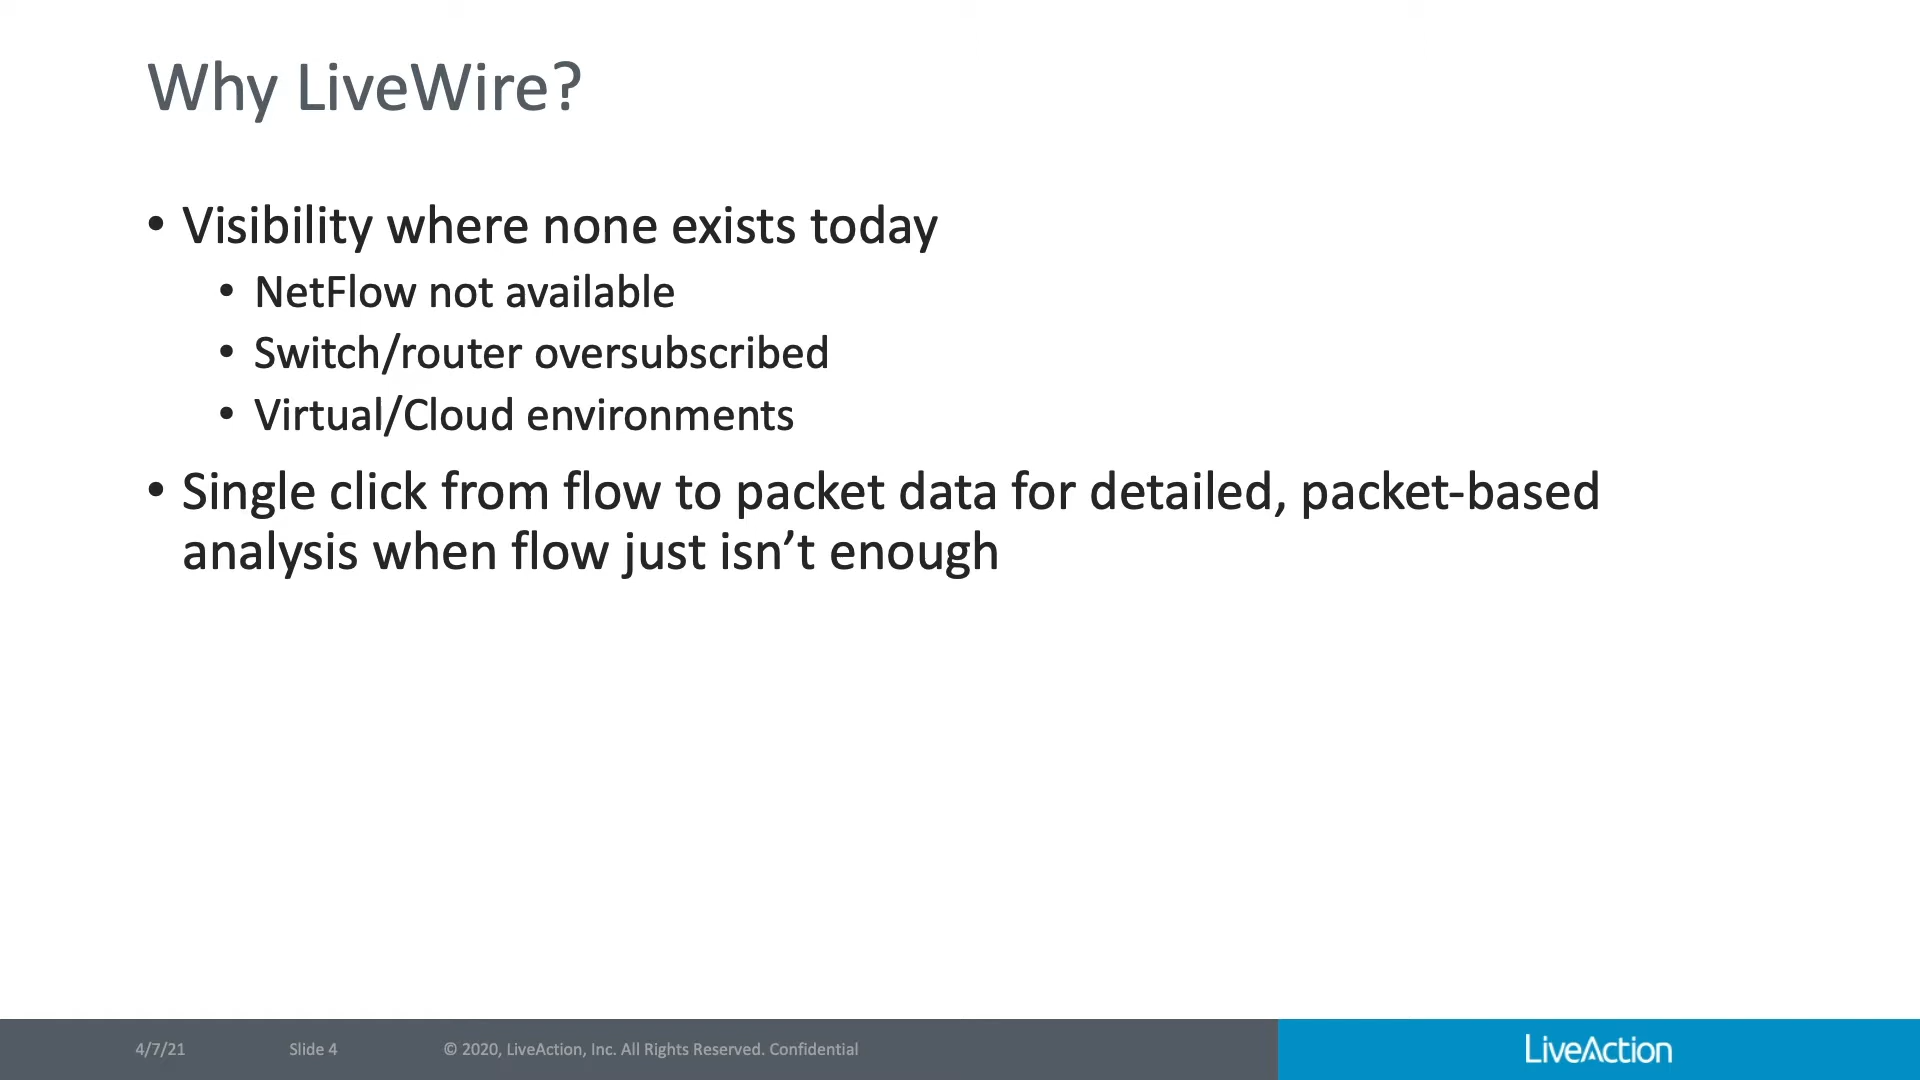 Why LiveWire?
• Visibility where none exists today
• NetFlow not available
• Switch/router oversubscribed
• Virtual/Cloud environments
• Single click from flow to packet data for detailed, packet-based
analysis when flow just isn’t enough
4/7/21 Slide 4 © 2020, LiveAction, Inc. All Rights Reserved. Confidential LiveAction